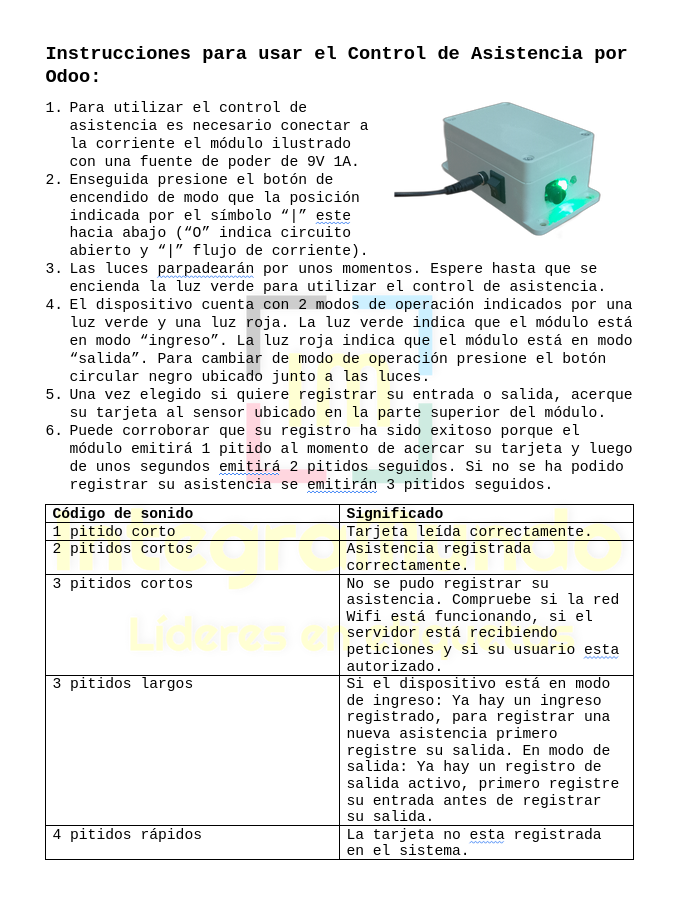 Instrucciones para usar el Control de Asistencia por
Odoo:
1. Para utilizar el control de
asistencia es necesario conectar a
la corriente el módulo ilustrado
con una fuente de poder de 9V 1A.
2. Enseguida presione el botón de
encendido de modo que la posición
indicada por el símbolo “|” este
hacia abajo (“O” indica circuito
abierto y “|” flujo de corriente).
3. Las luces parpadearán por unos momentos. Espere hasta que se
encienda la luz verde para utilizar el control de asistencia.
4. El dispositivo cuenta con 2 modos de operación indicados por una
luz verde y una luz roja. La luz verde indica que el módulo está
en modo “ingreso”. La luz roja indica que el módulo está en modo
“salida”. Para cambiar de modo de operación presione el botón
circular negro ubicado junto a las luces.
5. Una vez elegido si quiere registrar su entrada o salida, acerque
su tarjeta al sensor ubicado en la parte superior del módulo.
6. Puede corroborar que su registro ha sido exitoso porque el
módulo emitirá 1 pitido al momento de acercar su tarjeta y luego
de unos segundos emitirá 2 pitidos seguidos. Si no se ha podido
registrar su asistencia se emitirán 3 pitidos seguidos.
Código de sonido
Significado
1 pitido corto
Tarjeta leída correctamente.
2 pitidos cortos
Asistencia registrada
correctamente.
3 pitidos cortos
No se pudo registrar su
asistencia. Compruebe si la red
Wifi está funcionando, si el
servidor está recibiendo
peticiones y si su usuario esta
autorizado.
3 pitidos largos
Si el dispositivo está en modo
de ingreso: Ya hay un ingreso
registrado, para registrar una
nueva asistencia primero
registre su salida. En modo de
salida: Ya hay un registro de
salida activo, primero registre
su entrada antes de registrar
su salida.
4 pitidos rápidos
La tarjeta no esta registrada
en el sistema.